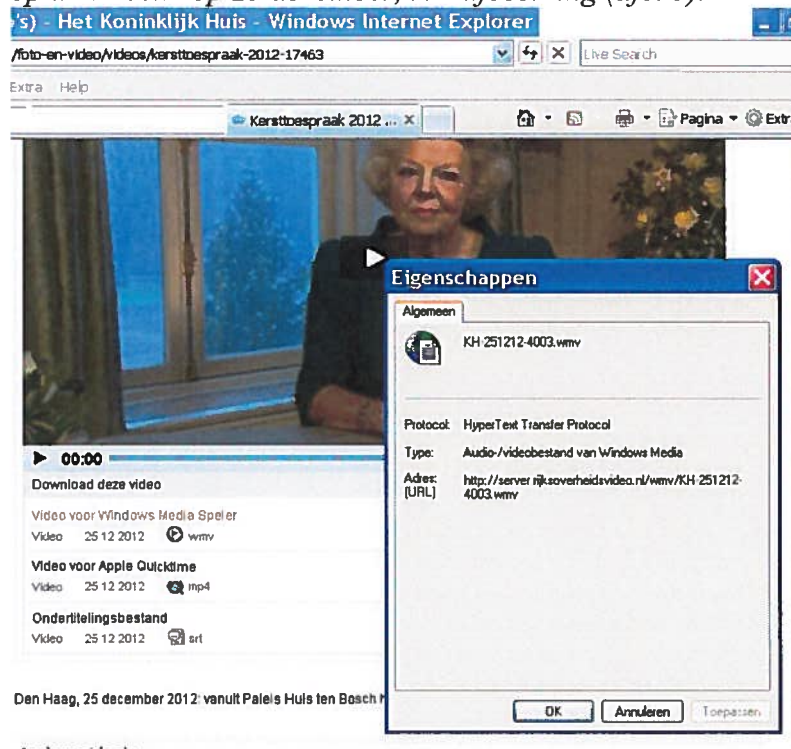 's) - Het Koninklijk Huis - Windows Internet Explorer
/foto-en-video/videos/kersttoespraak-2012-17463
Live Search
Extra Help
Kersttoespraak 2012 ...
Pagina
Extr
Eigenschappen
Algemeen
KH-251212-4003.wmv
Protocol: HyperText Transfer Protocol
Type: Audio-/videobestand van Windows Media
Adres: http://server.rijksoverheidsvideo.nl/wmv/KH-251212-
(URL) 4003.wmv
OK Annuleren Toepassen
00:00
Download deze video
Video voor Windows Media Speler
Video 25 12 2012 wmv
Video voor Apple Quicktime
Video 25 12 2012 mp4
Ondertitelingsbestand
Video 25 12 2012 srt
Den Haag, 25 december 2012: vanuit Paleis Huis ten Bosch